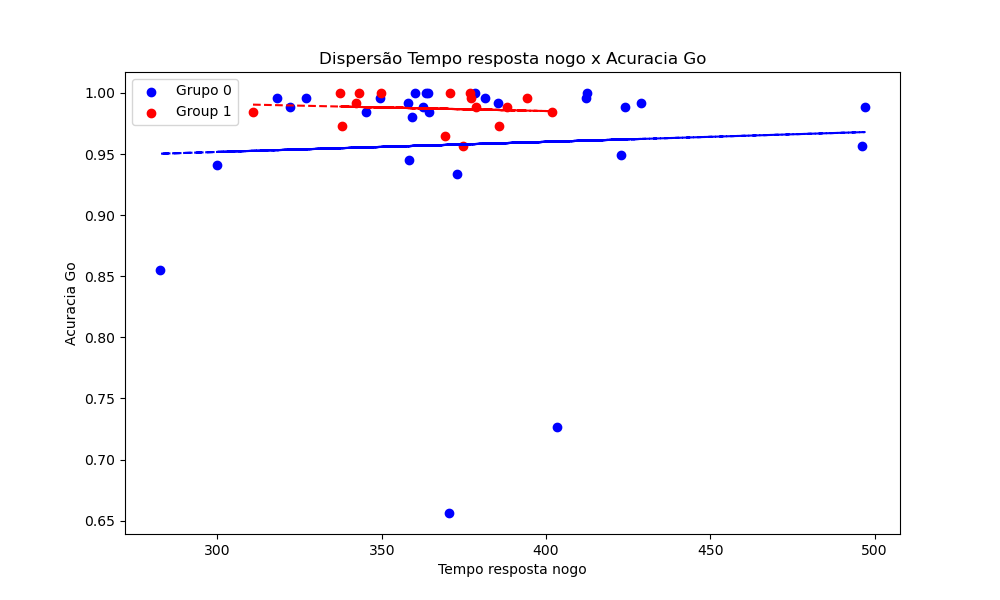 Dispersão Tempo resposta nogo x Acuracia Go
Grupo 0
Group 1
1.00
0.95
0.90
0.85
0.80
0.75
0.70
0.65
Acuracia Go
300 350 400 450 500
Tempo resposta nogo